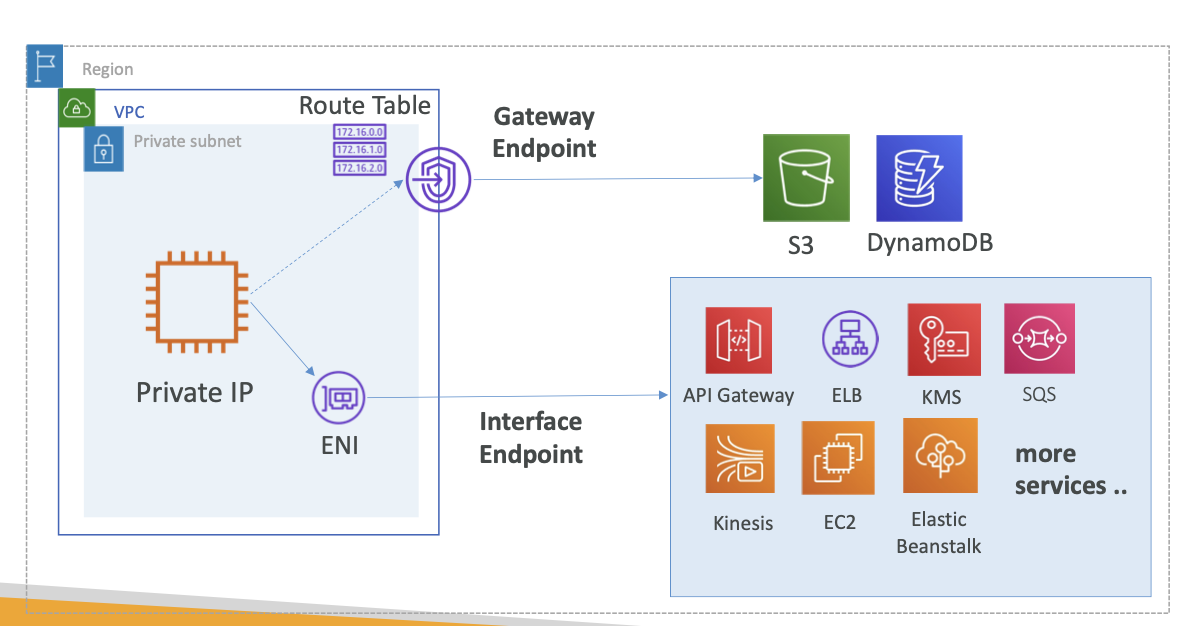 Region
VPC
Route Table
Private subnet
172.16.0.0
172.16.1.0
172.16.2.0
Gateway
Endpoint
S3
DynamoDB
Private IP
ENI
Interface
Endpoint
</>
API Gateway
ELB
KMS
SQS
Kinesis
EC2
Elastic
Beanstalk
more
services ..